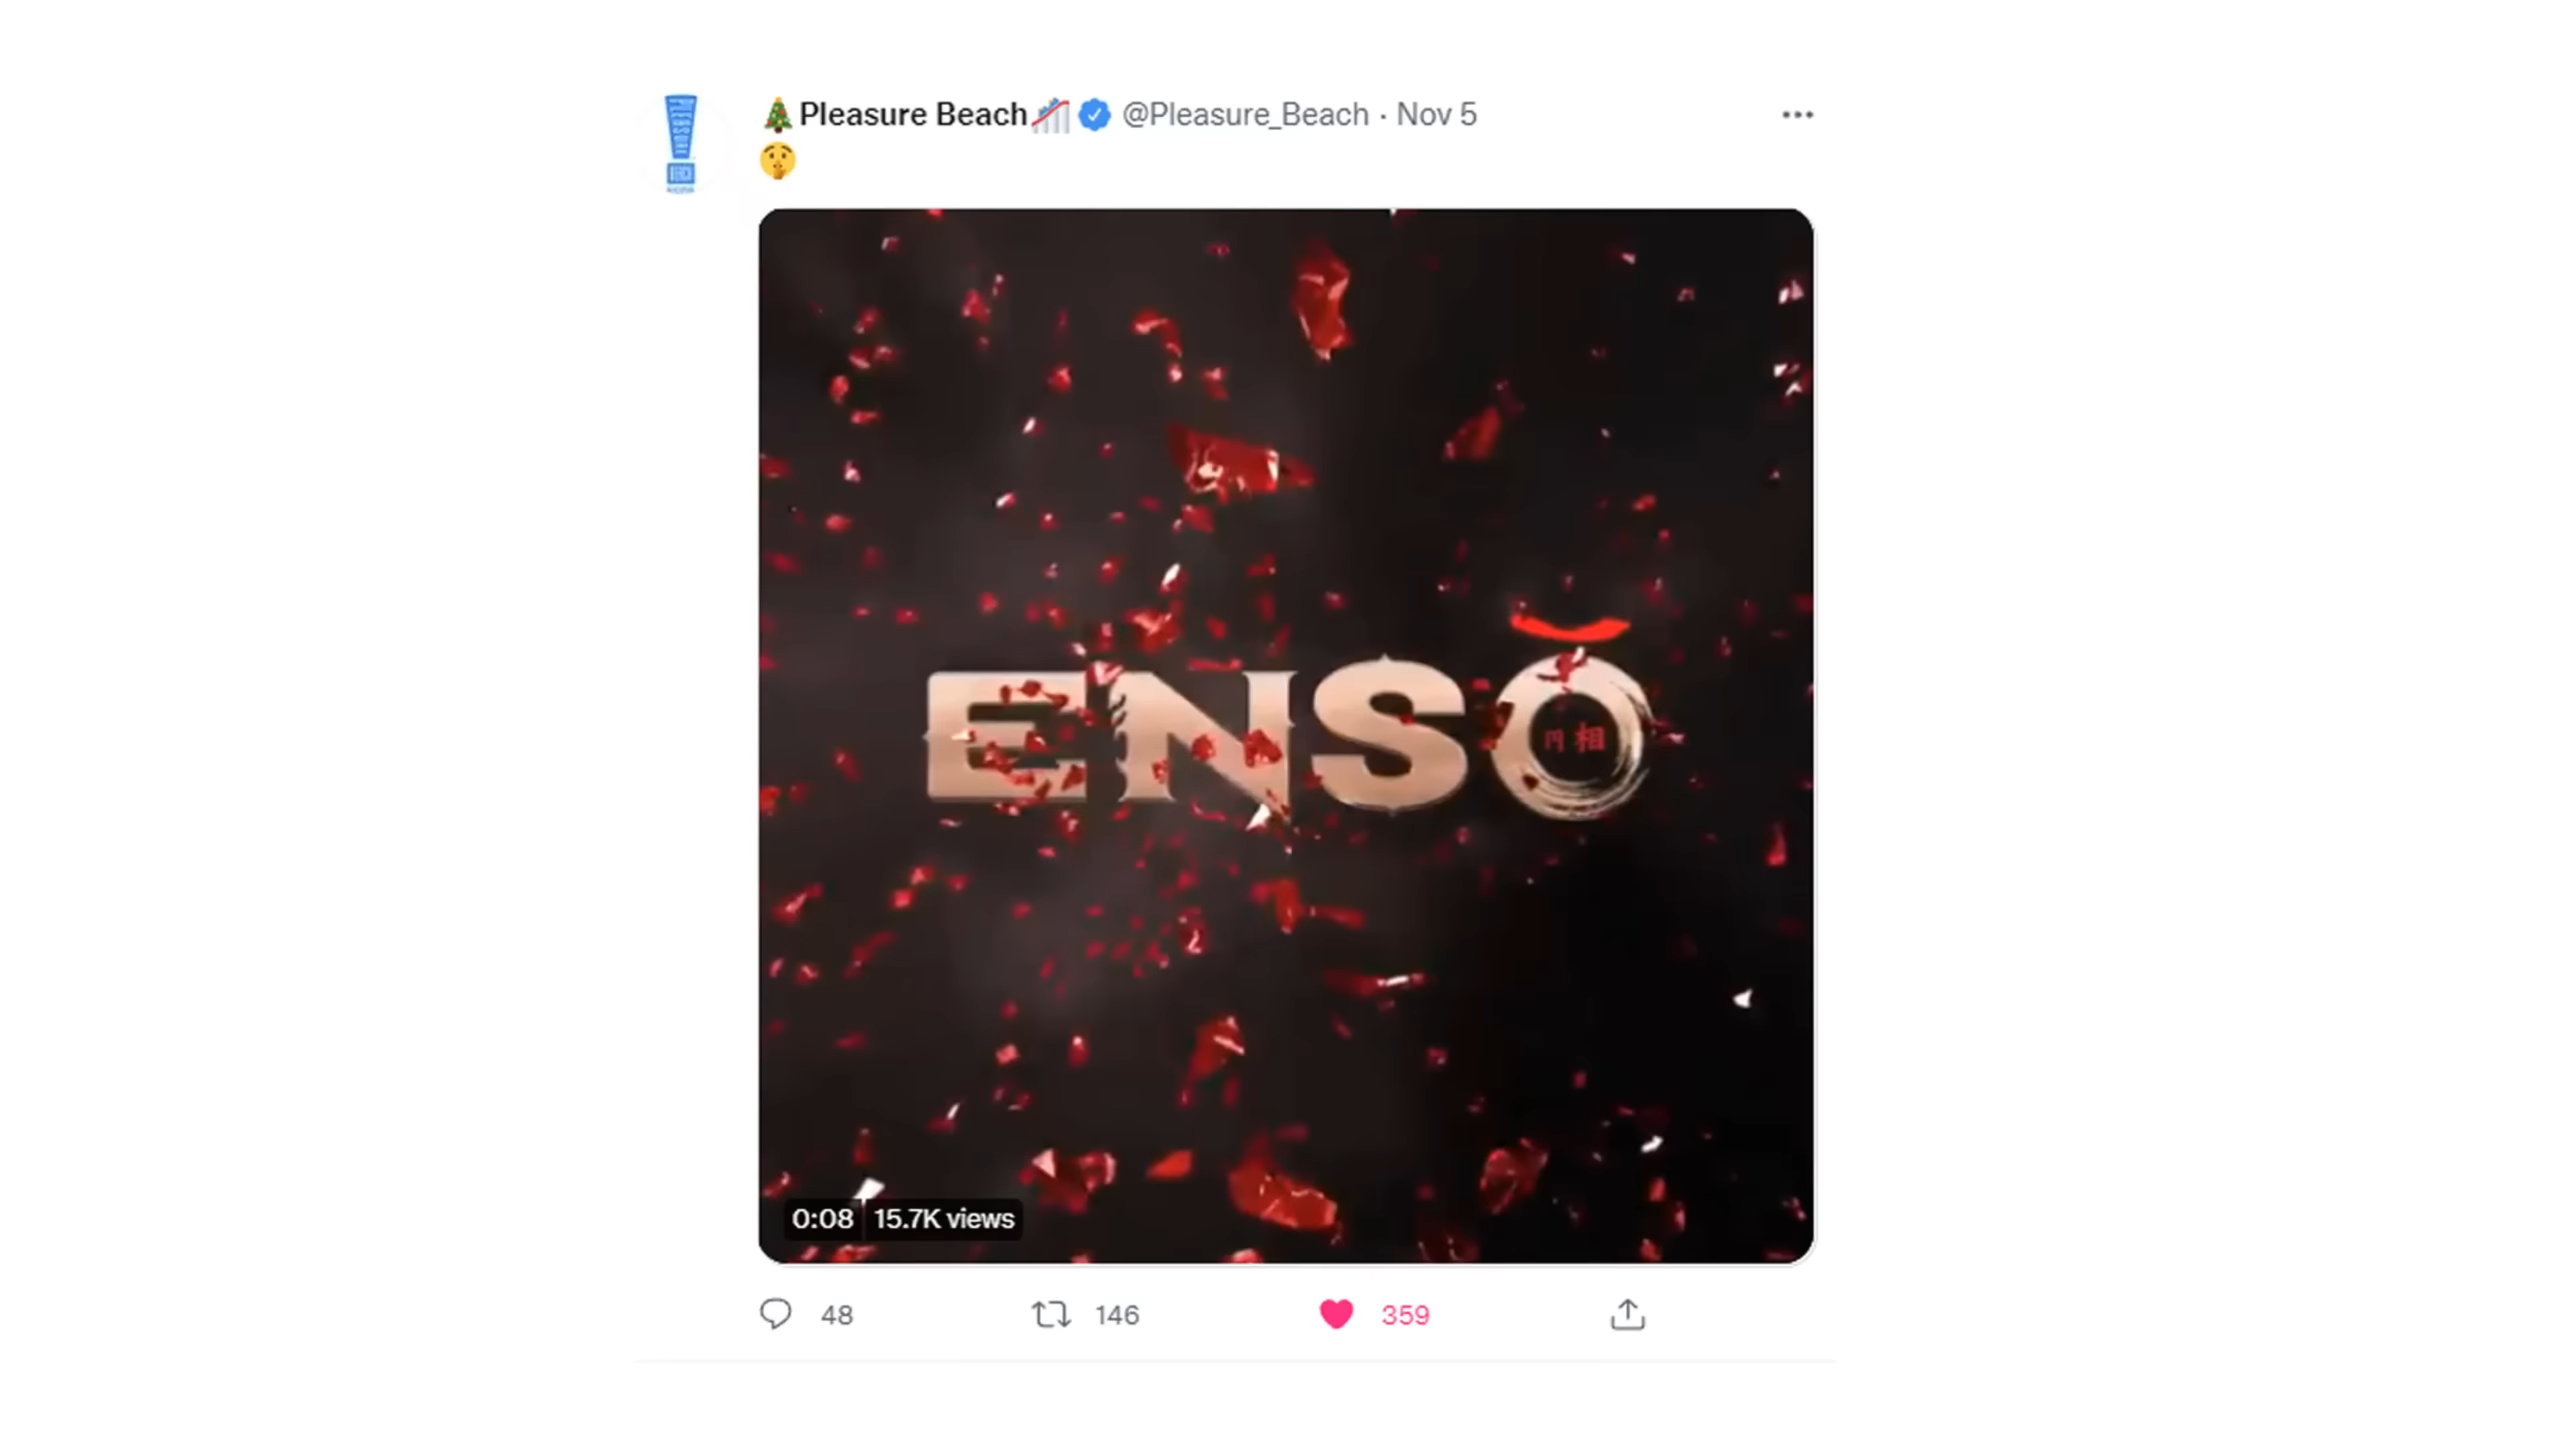 🎄Pleasure Beach🎢 @Pleasure_Beach · Nov 5
🤫
ENSŌ
円相
0:08 15.7K views
48 146 359